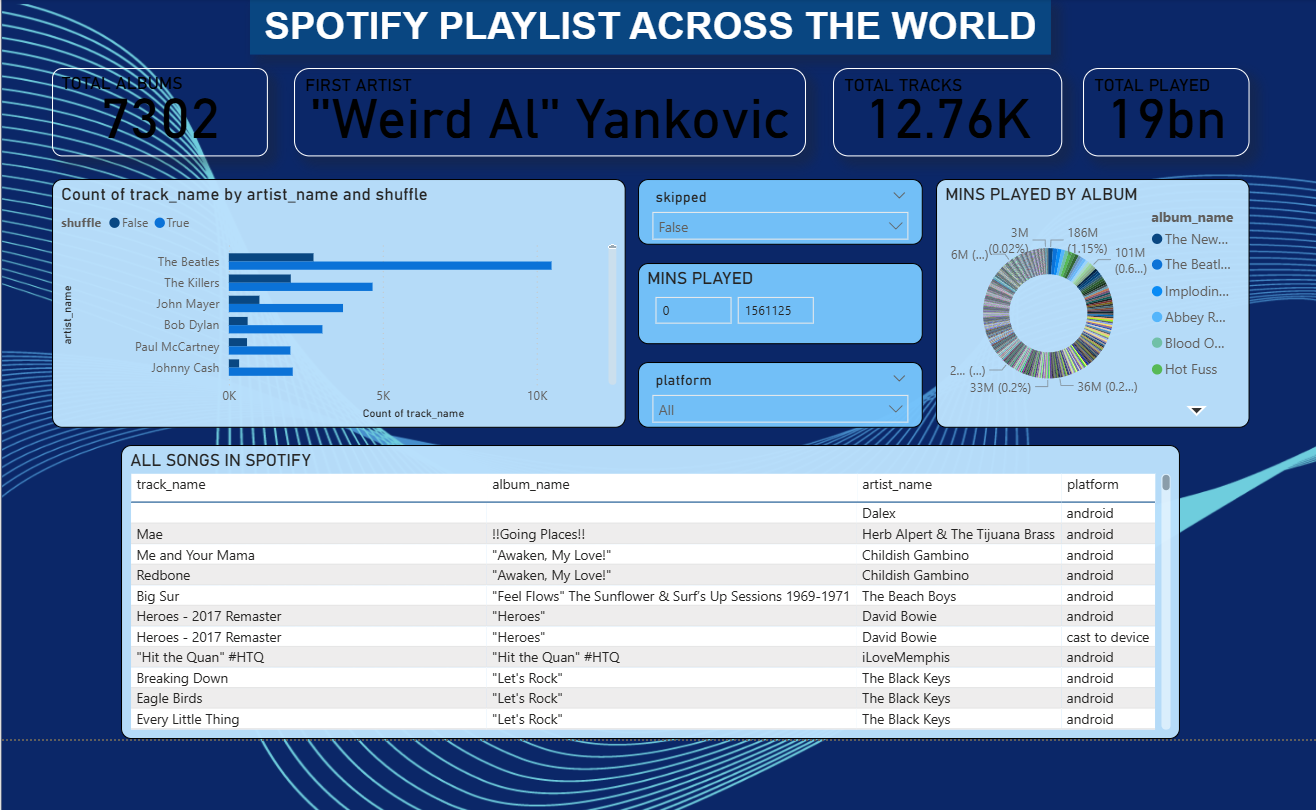 SPOTIFY PLAYLIST ACROSS THE WORLD
TOTAL ALBUMS
7302
FIRST ARTIST
"Weird Al" Yankovic
TOTAL TRACKS
12.76K
TOTAL PLAYED
19bn
Count of track_name by artist_name and shuffle
shuffle False True
artist_name
The Beatles
The Killers
John Mayer
Bob Dylan
Paul McCartney
Johnny Cash
0K 5K 10K
Count of track_name
skipped
False
MINS PLAYED
0 1561125
platform
All
MINS PLAYED BY ALBUM
3M
(0.02%)
186M
(1.15%)
6M (...)
101M
(0.6...)
2... (...)
33M (0.2%)
36M (0.2...)
album_name
The New...
The Beatl...
Implodin...
Abbey R...
Blood O...
Hot Fuss
ALL SONGS IN SPOTIFY
track_name album_name artist_name platform
Dalex android
Mae !!Going Places!! Herb Alpert & The Tijuana Brass android
Me and Your Mama "Awaken, My Love!" Childish Gambino android
Redbone "Awaken, My Love!" Childish Gambino android
Big Sur "Feel Flows" The Sunflower & Surf's Up Sessions 1969-1971 The Beach Boys android
Heroes - 2017 Remaster "Heroes" David Bowie android
Heroes - 2017 Remaster "Heroes" David Bowie cast to device
"Hit the Quan" #HTQ "Hit the Quan" #HTQ iLoveMemphis android
Breaking Down "Let's Rock" The Black Keys android
Eagle Birds "Let's Rock" The Black Keys android
Every Little Thing "Let's Rock" The Black Keys android